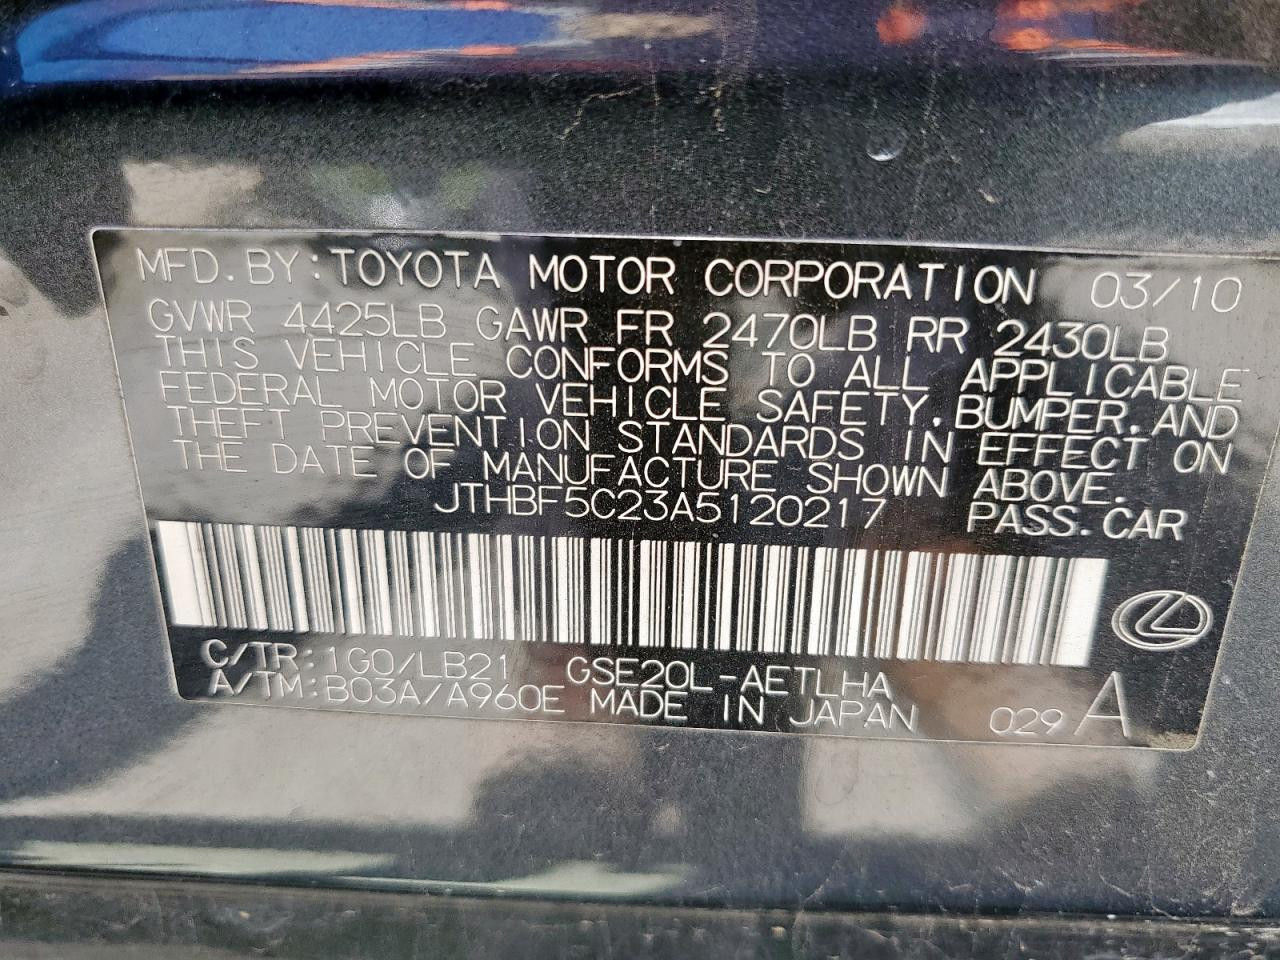 MFD. BY: TOYOTA MOTOR CORPORATION 03/10
GVWR 4425LB GAWR FR 2470LB RR 2430LB
THIS VEHICLE CONFORMS TO ALL APPLICABLE
FEDERAL MOTOR VEHICLE SAFETY, BUMPER, AND
THEFT PREVENTION STANDARDS IN EFFECT ON
THE DATE OF MANUFACTURE SHOWN ABOVE.
JTHBF5C23A5120217 PASS. CAR
C/TR: 1G0/LB21 GSE20L-AETLHA
A/TM: B03A/A960E MADE IN JAPAN 029 A